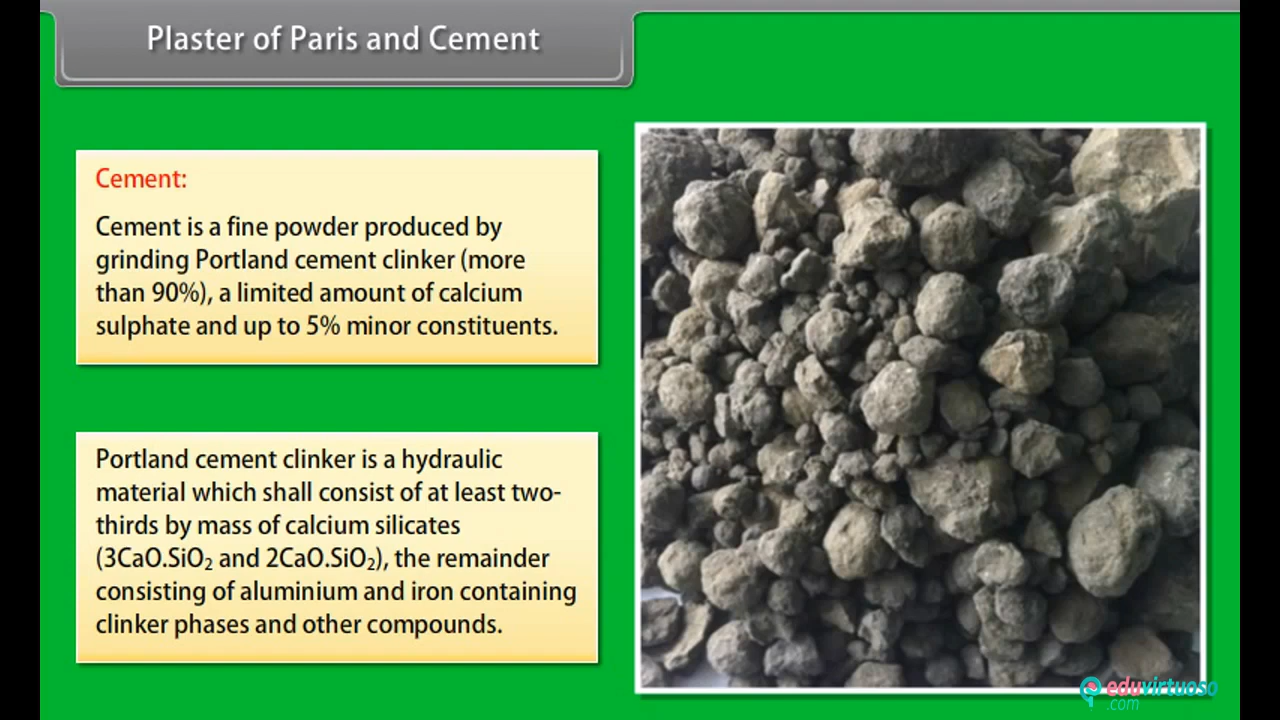 Plaster of Paris and Cement
Cement:
Cement is a fine powder produced by
grinding Portland cement clinker (more
than 90%), a limited amount of calcium
sulphate and up to 5% minor constituents.
Portland cement clinker is a hydraulic
material which shall consist of at least two-
thirds by mass of calcium silicates
(3CaO.SiO₂ and 2CaO.SiO₂), the remainder
consisting of aluminium and iron containing
clinker phases and other compounds.
eduvirtuoso
.com